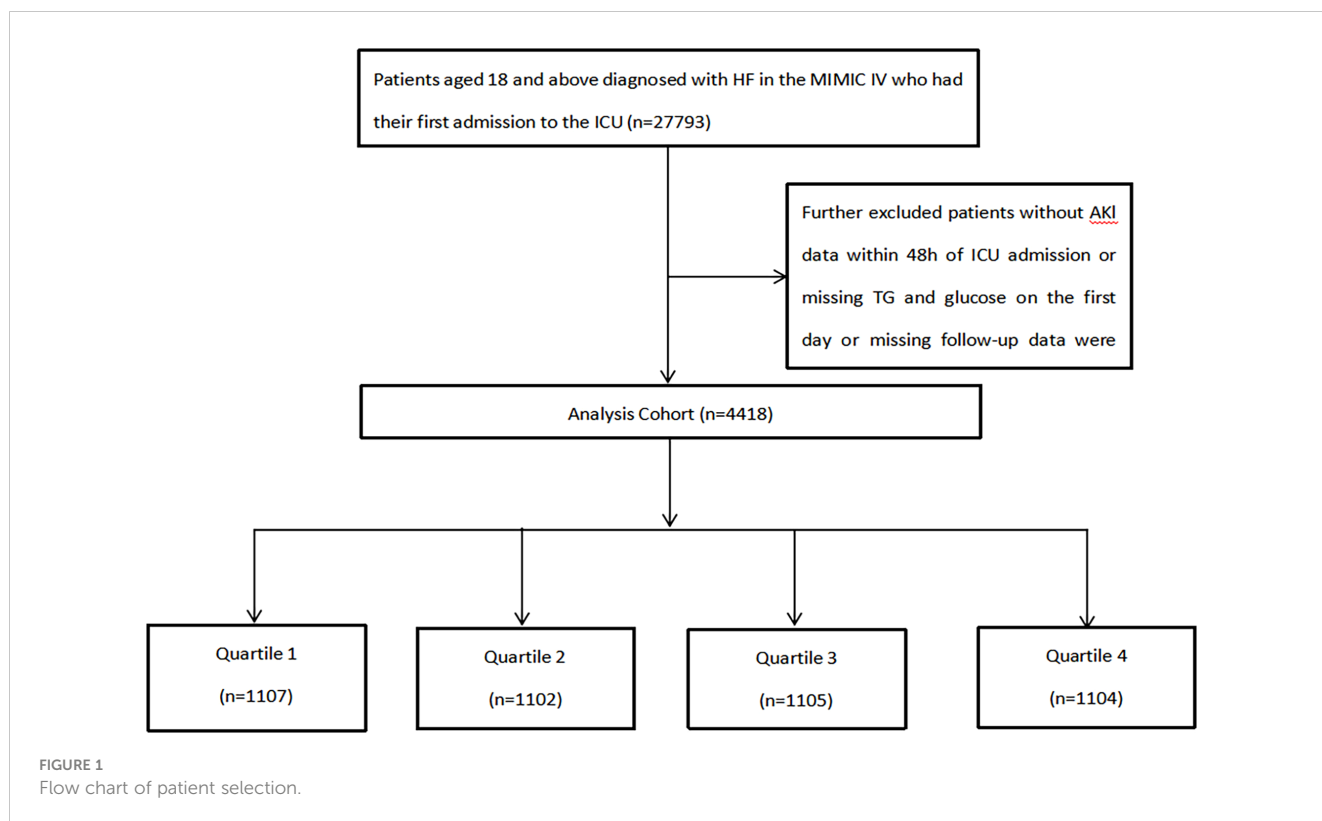 Patients aged 18 and above diagnosed with HF in the MIMIC IV who had
their first admission to the ICU (n=27793)
Further excluded patients without AKI
data within 48h of ICU admission or
missing TG and glucose on the first
day or missing follow-up data were
Analysis Cohort (n=4418)
Quartile 1
(n=1107)
Quartile 2
(n=1102)
Quartile 3
(n=1105)
Quartile 4
(n=1104)
FIGURE 1
Flow chart of patient selection.